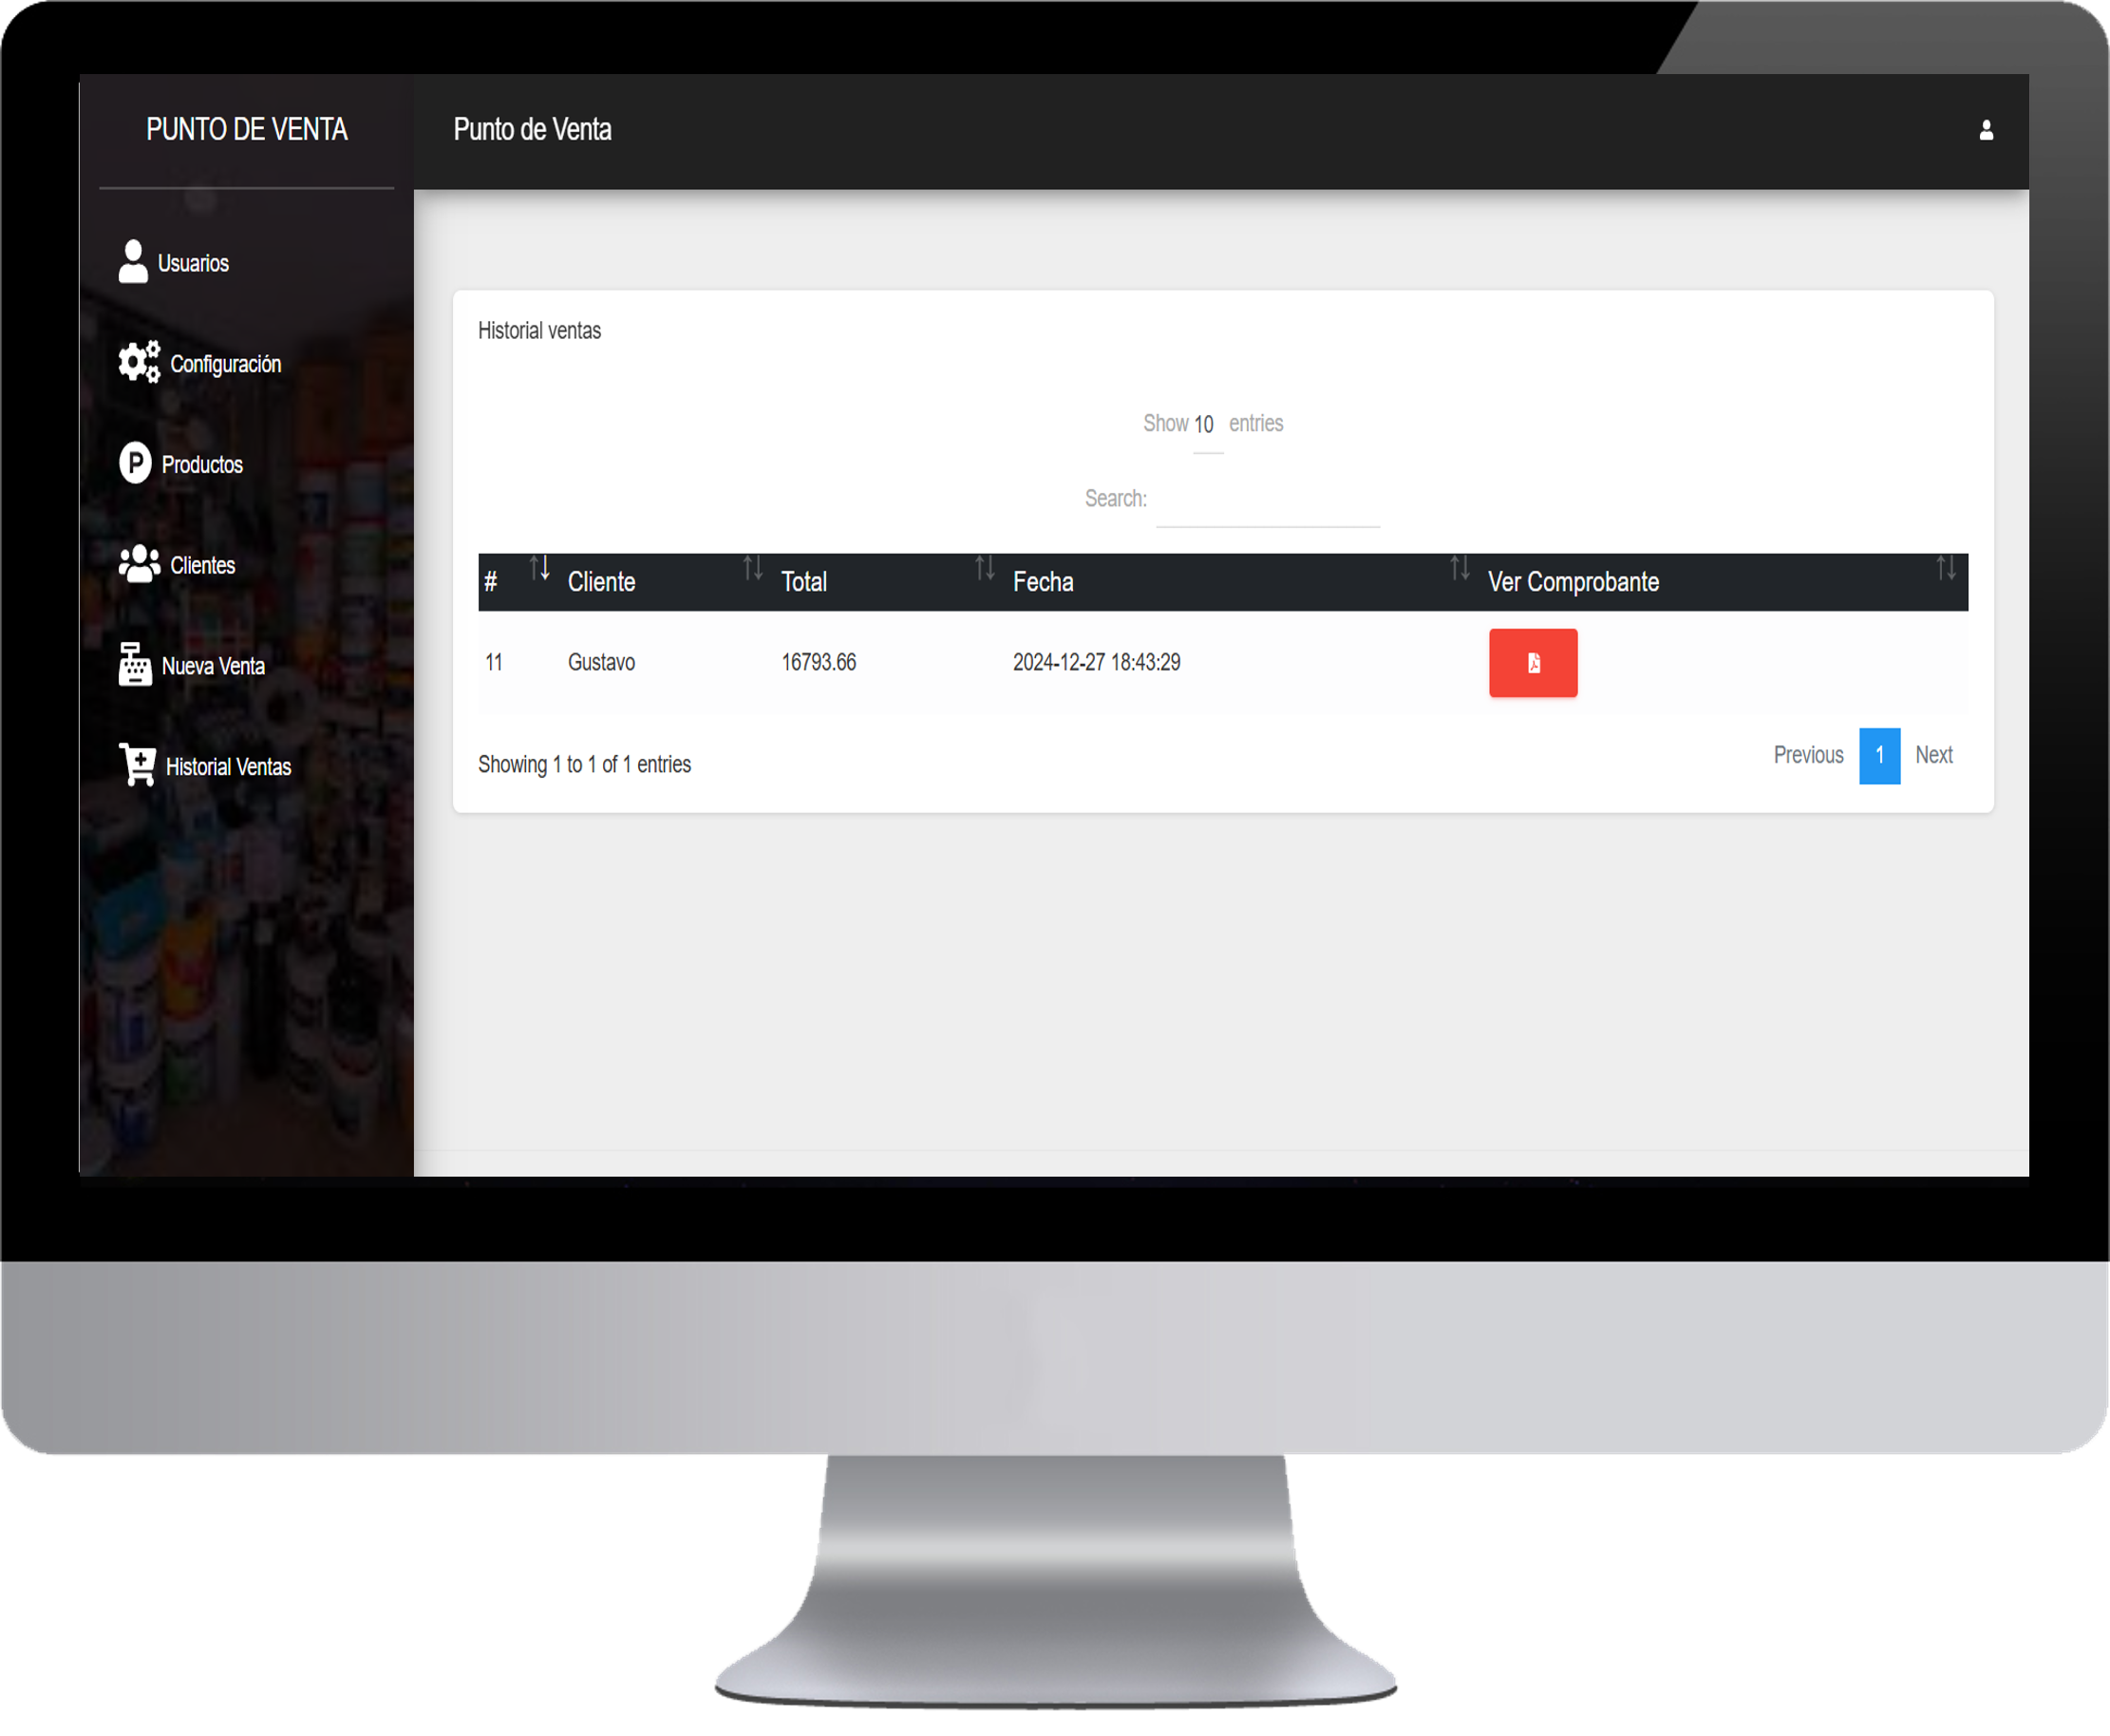 PUNTO DE VENTA
Punto de Venta
Usuarios
Configuración
P Productos
Clientes
Nueva Venta
Historial Ventas
Historial ventas
Show 10 entries
Search:
# Cliente Total Fecha Ver Comprobante
11 Gustavo 16793.66 2024-12-27 18:43:29
Showing 1 to 1 of 1 entries
Previous 1 Next